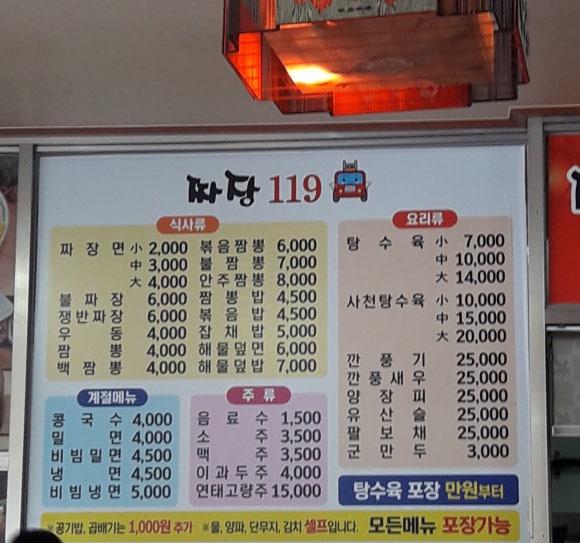 짜장 119
식사류
짜장면 小 2,000 볶음짬뽕 6,000
中 3,000 불짬뽕 7,000
大 4,000 안주짬뽕 8,000
불짜장 6,000 짬뽕밥 4,500
쟁반짜장 6,000 볶음밥 4,500
우동 4,000 잡채밥 5,000
짬뽕 4,000 해물덮면 6,000
백짬뽕 4,000 해물덮밥 7,000
요리류
탕수육 小 7,000
中 10,000
大 14,000
사천탕수육 小 10,000
中 15,000
大 20,000
깐풍기 25,000
깐풍새우 25,000
양장피 25,000
유산슬 25,000
팔보채 25,000
군만두 3,000
계절메뉴
콩국수 4,000
밀면 4,000
비빔밀면 4,500
냉면 4,500
비빔냉면 5,000
주류
음료수 1,500
소주 3,500
맥주 3,500
이과두주 4,000
연태고량주 15,000
탕수육 포장 만원부터
※공기밥, 곱배기는 1,000원 추가 ※물, 양파, 단무지, 김치 셀프입니다. 모든메뉴 포장가능